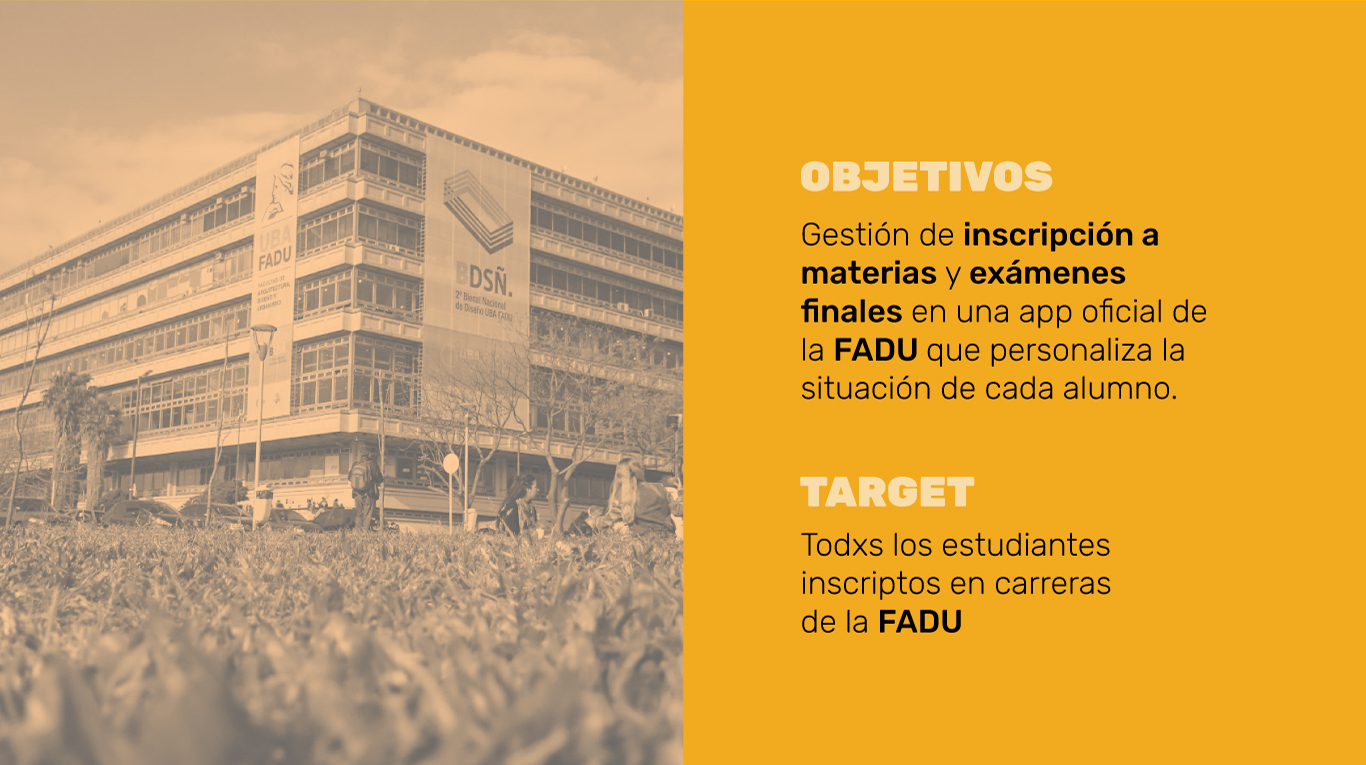 UBA
FADU
FACULTAD DE
ARQUITECTURA
DISEÑO Y
URBANISMO
BDSÑ.
2° Bienal Nacional
de Diseño UBA FADU
OBJETIVOS
Gestión de inscripción a
materias y exámenes
finales en una app oficial de
la FADU que personaliza la
situación de cada alumno.
TARGET
Todxs los estudiantes
inscriptos en carreras
de la FADU